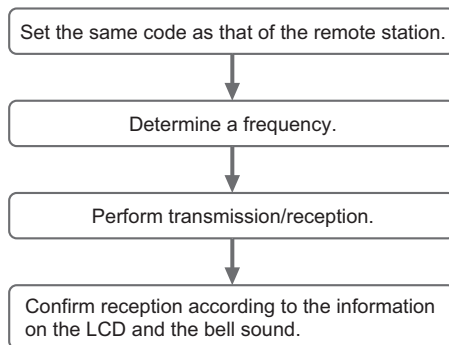 Set the same code as that of the remote station.
Determine a frequency.
Perform transmission/reception.
Confirm reception according to the information
on the LCD and the bell sound.